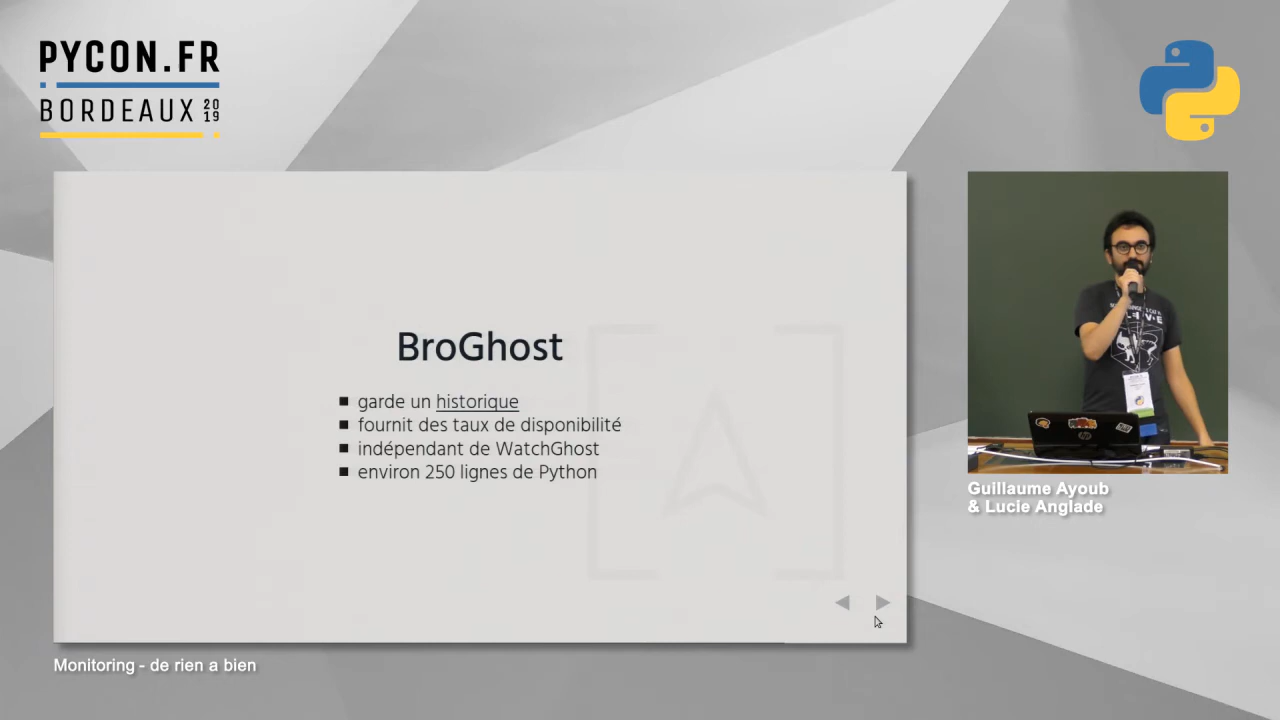 PYCON.FR
BORDEAUX 2019
BroGhost
garde un historique
fournit des taux de disponibilité
indépendant de WatchGhost
environ 250 lignes de Python
Guillaume Ayoub
& Lucie Anglade
Monitoring - de rien a bien